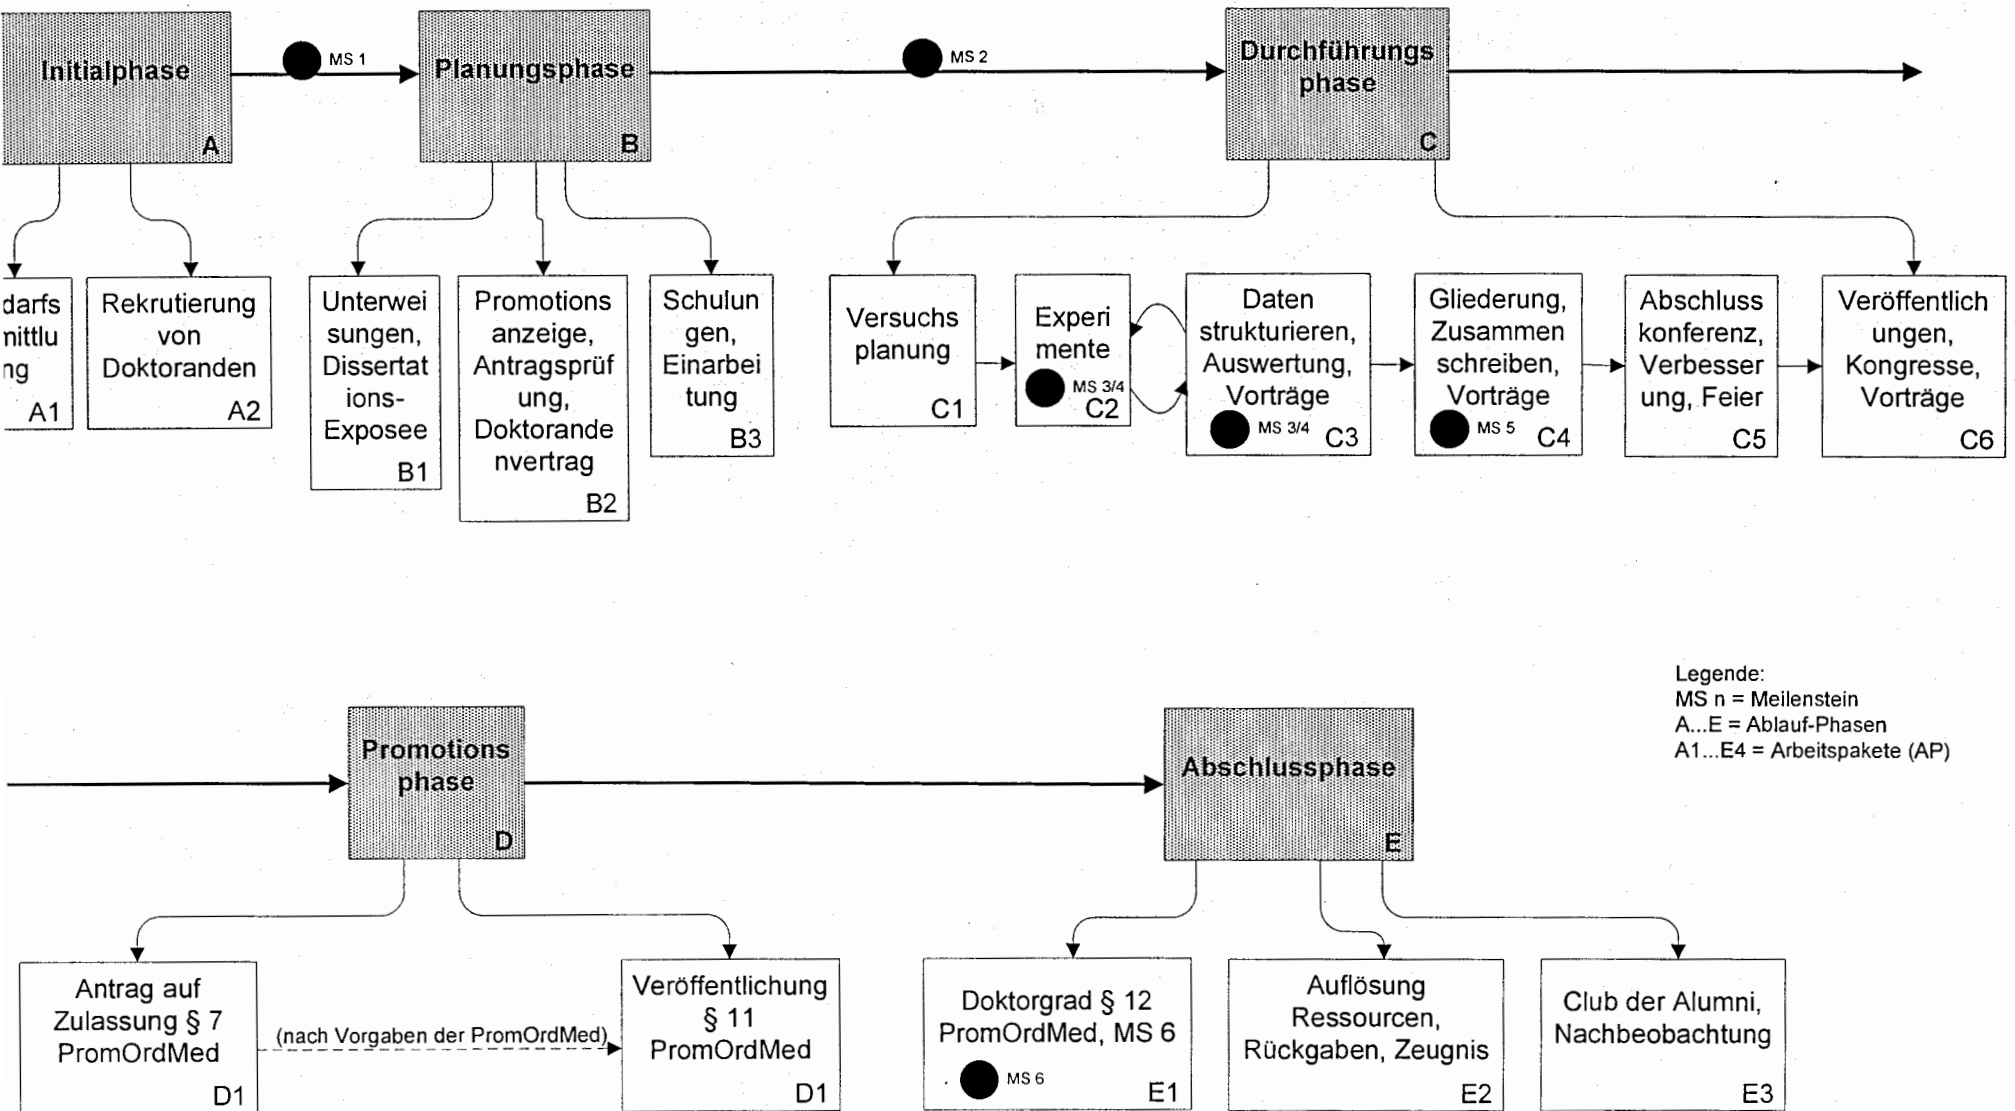 Initialphase
A
MS 1
Planungsphase
B
MS 2
Durchführungs
phase
C
darfs
mittlu
ng
A1
Rekrutierung
von
Doktoranden
A2
Unterwei
sungen,
Dissertat
ions-
Exposee
B1
Promotions
anzeige,
Antragsprüf
ung,
Doktorande
nvertrag
B2
Schulun
gen,
Einarbei
tung
B3
Versuchs
planung
C1
Experi
mente
MS 3/4
C2
Daten
strukturieren,
Auswertung,
Vorträge
MS 3/4
C3
Gliederung,
Zusammen
schreiben,
Vorträge
MS 5
C4
Abschluss
konferenz,
Verbesser
ung, Feier
C5
Veröffentlich
ungen,
Kongresse,
Vorträge
C6
Legende:
MS n = Meilenstein
A...E = Ablauf-Phasen
A1...E4 = Arbeitspakete (AP)
Promotions
phase
D
Abschlussphase
E
Antrag auf
Zulassung § 7
PromOrdMed
D1
(nach Vorgaben der PromOrdMed)
Veröffentlichung
§ 11
PromOrdMed
D1
Doktorgrad § 12
PromOrdMed, MS 6
MS 6
E1
Auflösung
Ressourcen,
Rückgaben, Zeugnis
E2
Club der Alumni,
Nachbeobachtung
E3